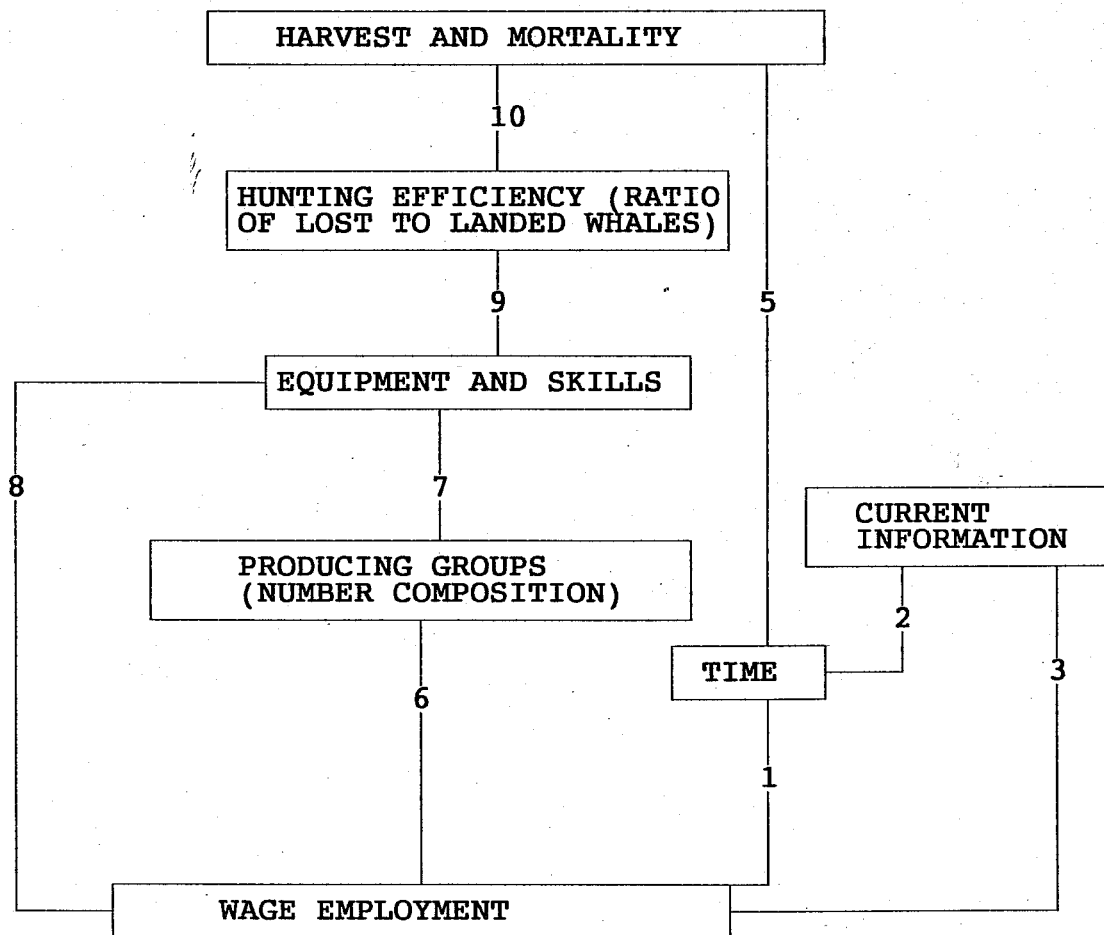 HARVEST AND MORTALITY
10
HUNTING EFFICIENCY (RATIO
OF LOST TO LANDED WHALES)
9
5
EQUIPMENT AND SKILLS
8
7
CURRENT
INFORMATION
PRODUCING GROUPS
(NUMBER COMPOSITION)
2
TIME
3
6
1
WAGE EMPLOYMENT